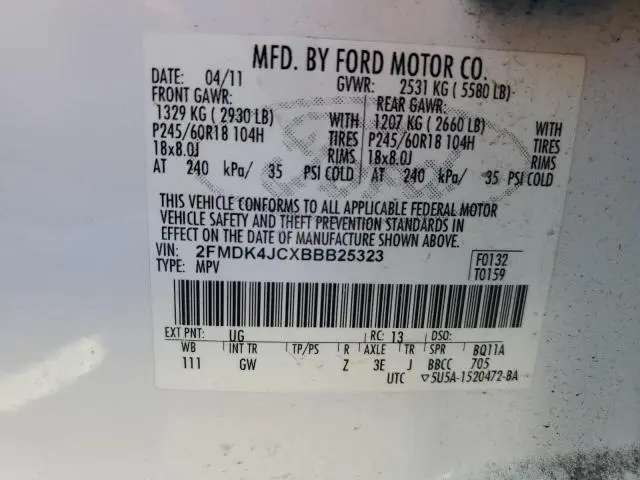 MFD. BY FORD MOTOR CO.
DATE: 04/11 GVWR: 2531 KG ( 5580 LB)
FRONT GAWR: REAR GAWR:
1329 KG ( 2930 LB) WITH 1207 KG ( 2660 LB) WITH
P245/60R18 104H TIRES P245/60R18 104H TIRES
18x8.0J RIMS 18x8.0J RIMS
AT 240 kPa/ 35 PSI COLD AT 240 kPa/ 35 PSI COLD
THIS VEHICLE CONFORMS TO ALL APPLICABLE FEDERAL MOTOR
VEHICLE SAFETY AND THEFT PREVENTION STANDARDS IN
EFFECT ON THE DATE OF MANUFACTURE SHOWN ABOVE.
VIN: 2FMDK4JCXBBB25323 F0132
TYPE: MPV T0159
EXT PNT: UG RC: 13 DSO:
WB INT TR TP/PS R AXLE TR SPR BQ11A
111 GW Z 3E J BBCC 705
UTC ▽5U5A-1520472-BA